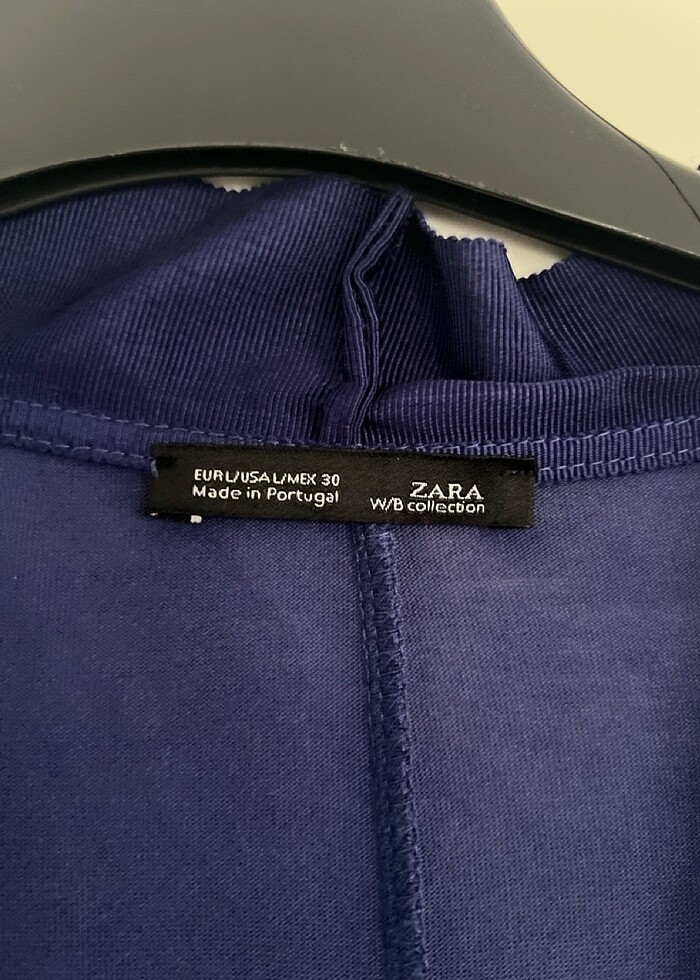 EUR L/USA L/MEX 30
Made in Portugal
ZARA
W/B collection